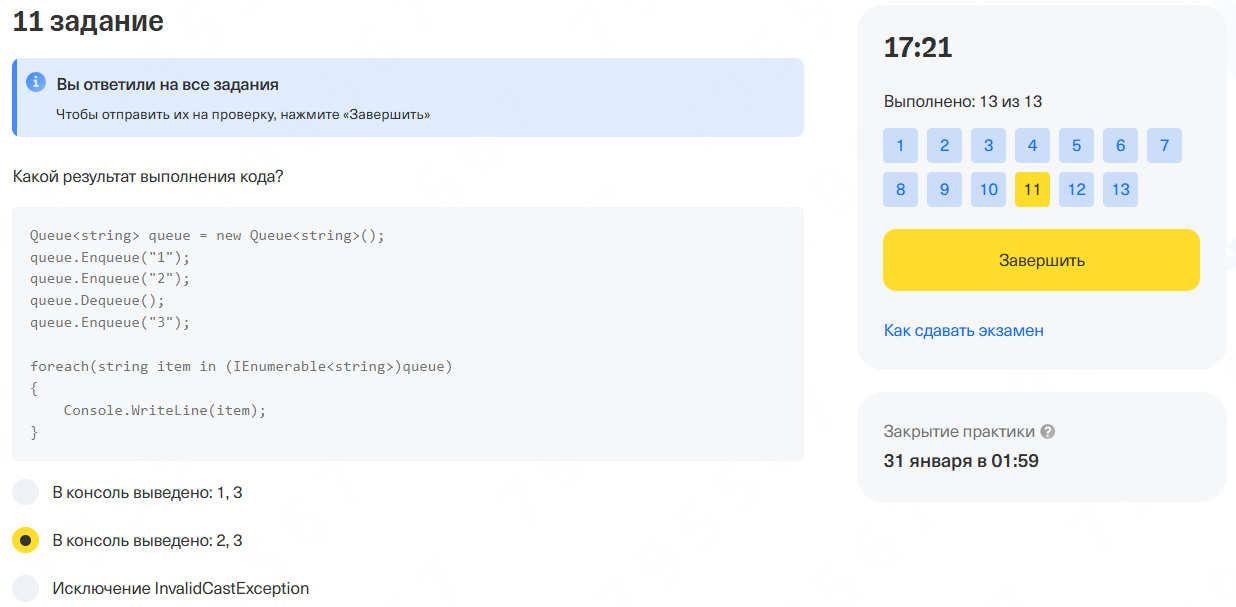 11 задание
Вы ответили на все задания
Чтобы отправить их на проверку, нажмите «Завершить»
Какой результат выполнения кода?
Queue<string> queue = new Queue<string>();
queue.Enqueue("1");
queue.Enqueue("2");
queue.Dequeue();
queue.Enqueue("3");
foreach(string item in (IEnumerable<string>)queue)
{
    Console.WriteLine(item);
}
В консоль выведено: 1, 3
В консоль выведено: 2, 3
Исключение InvalidCastException
17:21
Выполнено: 13 из 13
1 2 3 4 5 6 7
8 9 10 11 12 13
Завершить
Как сдавать экзамен
Закрытие практики ?
31 января в 01:59